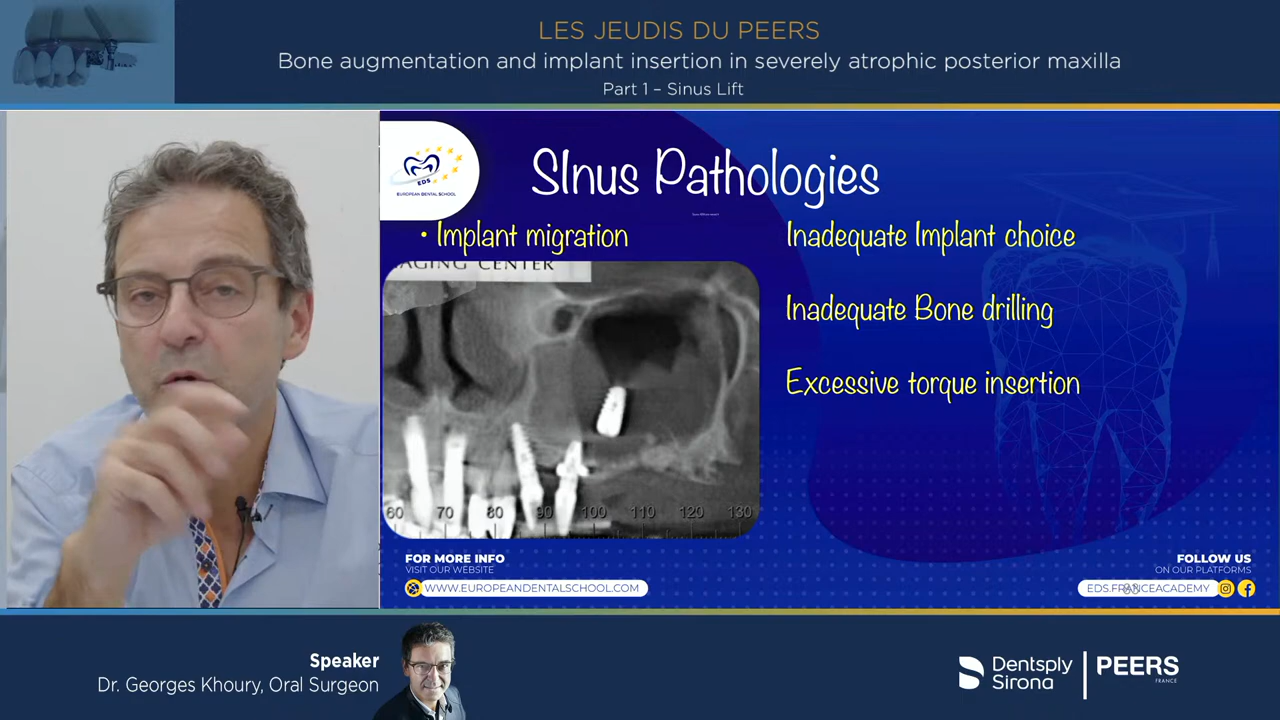 LES JEUDIS DU PEERS
Bone augmentation and implant insertion in severely atrophic posterior maxilla
Part 1 – Sinus Lift
EDS
EUROPEAN DENTAL SCHOOL
SInus Pathologies
• Implant migration
Inadequate Implant choice
Inadequate Bone drilling
Excessive torque insertion
AGING CENTER
60 70 80 90 100 110 120 130
FOR MORE INFO
VISIT OUR WEBSITE
WWW.EUROPEANDENTALSCHOOL.COM
FOLLOW US
ON OUR PLATFORMS
EDS.FRANCEACADEMY
Speaker
Dr. Georges Khoury, Oral Surgeon
Dentsply
Sirona
PEERS
FRANCE